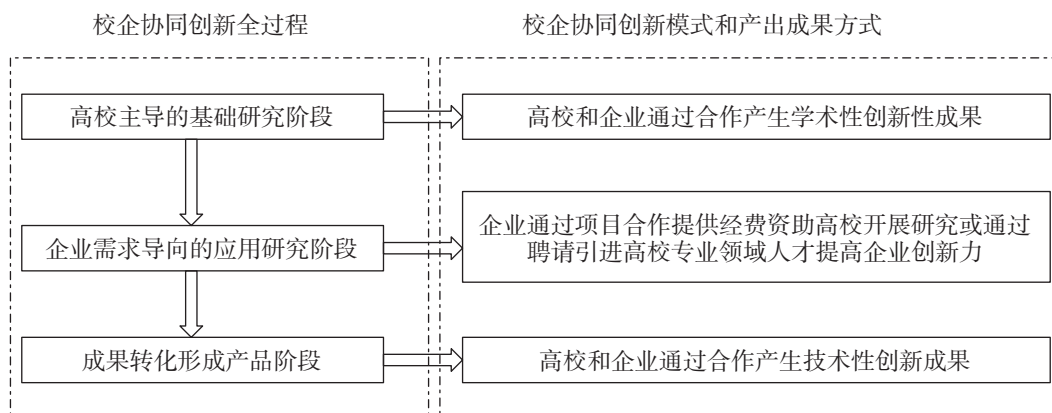 校企协同创新全过程
校企协同创新模式和产出成果方式
高校主导的基础研究阶段
高校和企业通过合作产生学术性创新性成果
企业需求导向的应用研究阶段
企业通过项目合作提供经费资助高校开展研究或通过
聘请引进高校专业领域人才提高企业创新力
成果转化形成产品阶段
高校和企业通过合作产生技术性创新成果